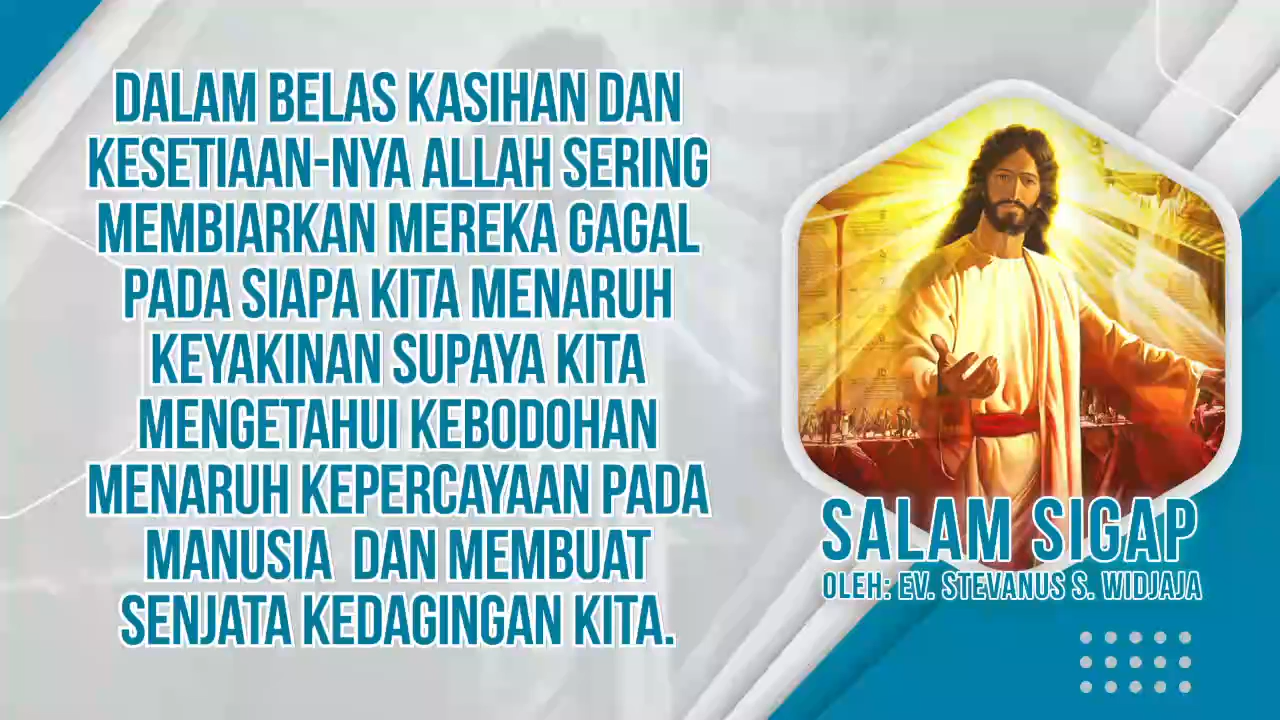 DALAM BELAS KASIHAN DAN
KESETIAAN-NYA ALLAH SERING
MEMBIARKAN MEREKA GAGAL
PADA SIAPA KITA MENARUH
KEYAKINAN SUPAYA KITA
MENGETAHUI KEBODOHAN
MENARUH KEPERCAYAAN PADA
MANUSIA DAN MEMBUAT
SENJATA KEDAGINGAN KITA.
SALAM SIGAP
OLEH: EV. STEVANUS S. WIDJAJA